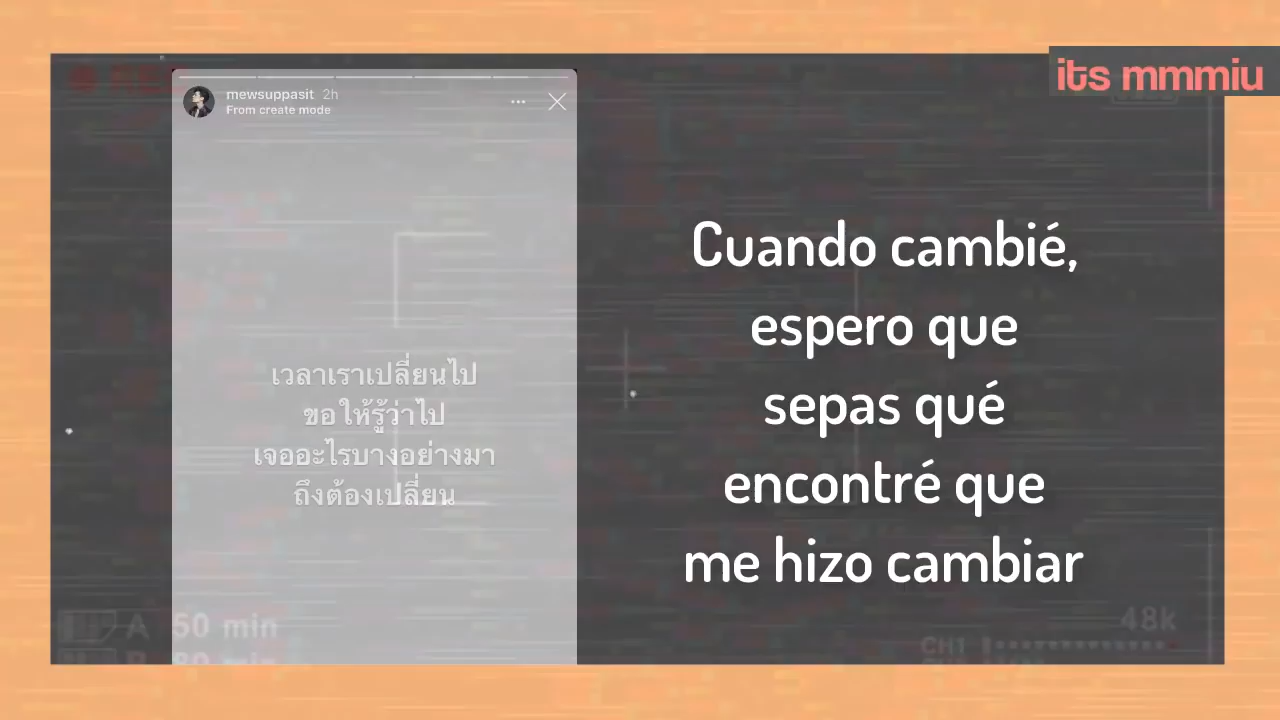 its mmmiu
REC
mewsuppasit 2h
From create mode
เวลาเราเปลี่ยนไป
ขอให้รู้ว่าไป
เจออะไรบางอย่างมา
ถึงต้องเปลี่ยน
Cuando cambié,
espero que
sepas qué
encontré que
me hizo cambiar
A 50 min
48k
CH1